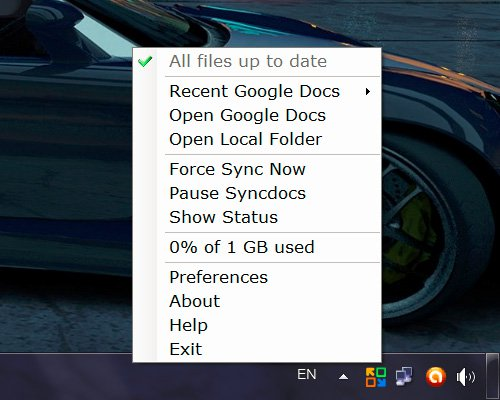 All files up to date
Recent Google Docs
Open Google Docs
Open Local Folder
Force Sync Now
Pause Syncdocs
Show Status
0% of 1 GB used
Preferences
About
Help
Exit
EN